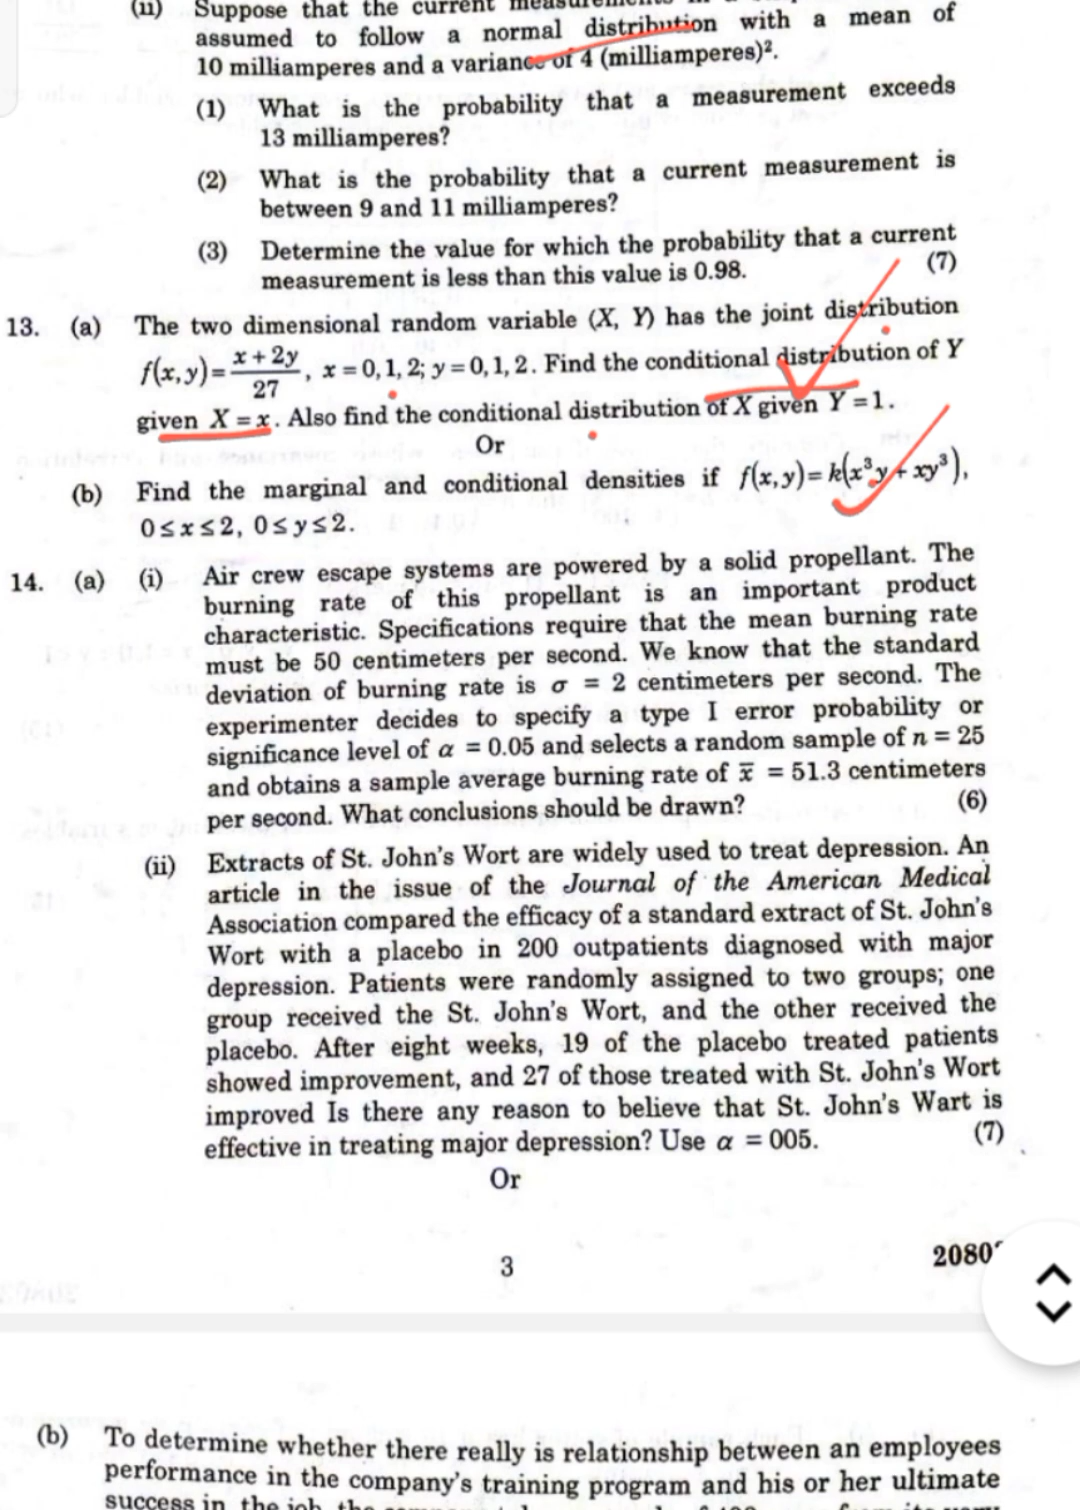 (ii) Suppose that the current
assumed to follow a normal distribution with a mean of
10 milliamperes and a variance of 4 (milliamperes)².
(1) What is the probability that a measurement exceeds
13 milliamperes?
(2) What is the probability that a current measurement is
between 9 and 11 milliamperes?
(3) Determine the value for which the probability that a current
measurement is less than this value is 0.98. (7)
13. (a) The two dimensional random variable (X, Y) has the joint distribution
f(x,y)= x+2y / 27 , x = 0,1,2; y = 0,1,2. Find the conditional distribution of Y
given X = x. Also find the conditional distribution of X given Y = 1.
Or
(b) Find the marginal and conditional densities if f(x,y)= k(x³y + xy³),
0≤x≤2, 0≤y≤2.
14. (a) (i) Air crew escape systems are powered by a solid propellant. The
burning rate of this propellant is an important product
characteristic. Specifications require that the mean burning rate
must be 50 centimeters per second. We know that the standard
deviation of burning rate is σ = 2 centimeters per second. The
experimenter decides to specify a type I error probability or
significance level of α = 0.05 and selects a random sample of n = 25
and obtains a sample average burning rate of x̅ = 51.3 centimeters
per second. What conclusions should be drawn? (6)
(ii) Extracts of St. John's Wort are widely used to treat depression. An
article in the issue of the Journal of the American Medical
Association compared the efficacy of a standard extract of St. John's
Wort with a placebo in 200 outpatients diagnosed with major
depression. Patients were randomly assigned to two groups; one
group received the St. John's Wort, and the other received the
placebo. After eight weeks, 19 of the placebo treated patients
showed improvement, and 27 of those treated with St. John's Wort
improved Is there any reason to believe that St. John's Wart is
effective in treating major depression? Use α = 005. (7)
Or
3
2080
(b) To determine whether there really is relationship between an employees
performance in the company's training program and his or her ultimate
success in the job, the